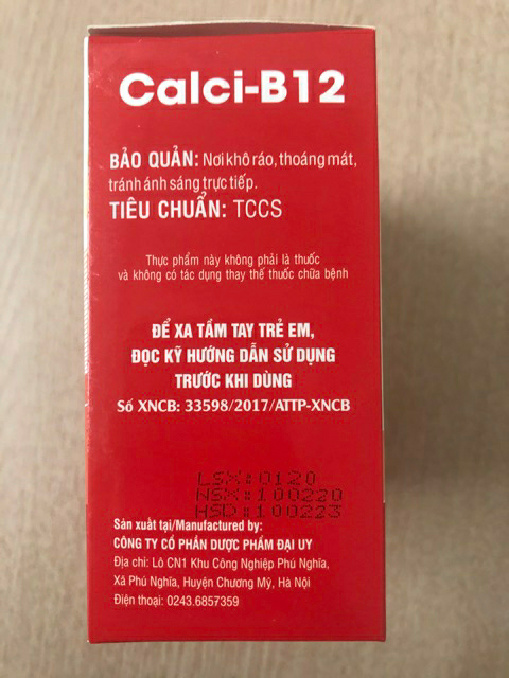 Calci-B12
BẢO QUẢN: Nơi khô ráo, thoáng mát,
tránh ánh sáng trực tiếp.
TIÊU CHUẨN: TCCS
Thực phẩm này không phải là thuốc
và không có tác dụng thay thế thuốc chữa bệnh
ĐỂ XA TẦM TAY TRẺ EM,
ĐỌC KỸ HƯỚNG DẪN SỬ DỤNG
TRƯỚC KHI DÙNG
Số XNCB: 33598/2017/ATTP-XNCB
LSX:0120
NSX:100220
HSD:100223
Sản xuất tại/Manufactured by:
CÔNG TY CỔ PHẦN DƯỢC PHẨM ĐẠI UY
Địa chỉ: Lô CN1 Khu Công Nghiệp Phú Nghĩa,
Xã Phú Nghĩa, Huyện Chương Mỹ, Hà Nội
Điện thoại: 0243.6857359